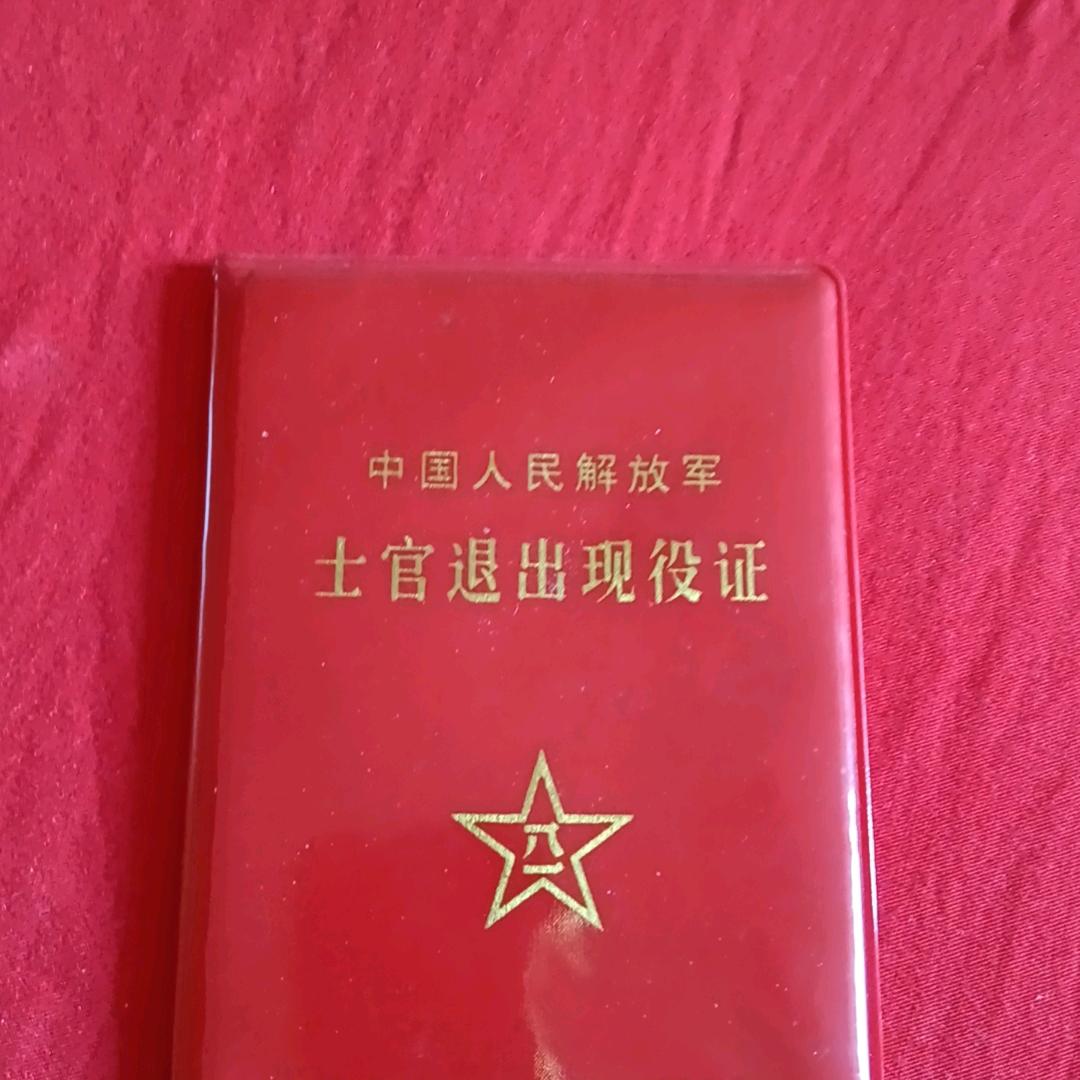 中国人民解放军
士官退出现役证
八一